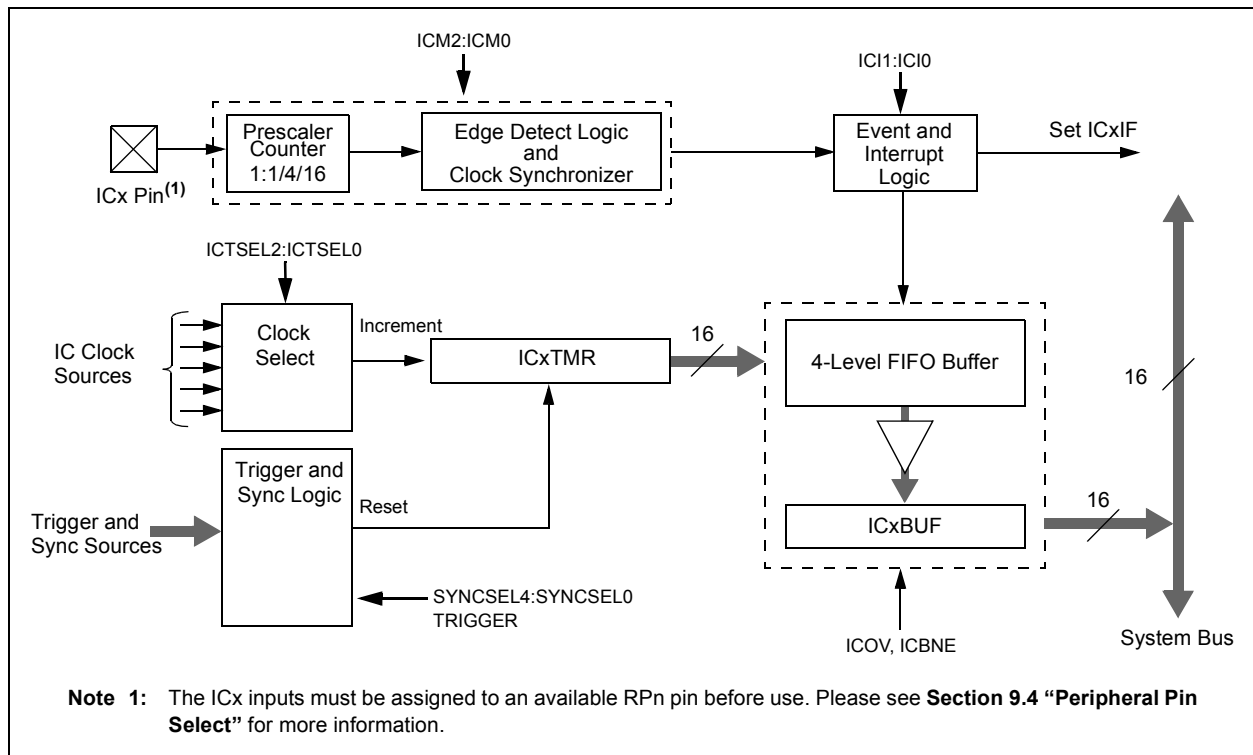 ICM2:ICM0
ICI1:ICI0
Prescaler
Counter
1:1/4/16
Edge Detect Logic
and
Clock Synchronizer
Event and
Interrupt
Logic
Set ICxIF
ICx Pin(1)
ICTSEL2:ICTSEL0
IC Clock
Sources
Clock
Select
Increment
ICxTMR
16
4-Level FIFO Buffer
16
Trigger and
Sync Logic
Reset
Trigger and
Sync Sources
ICxBUF
16
SYNCSEL4:SYNCSEL0
TRIGGER
ICOV, ICBNE
System Bus
Note 1: The ICx inputs must be assigned to an available RPn pin before use. Please see Section 9.4 “Peripheral Pin
Select” for more information.